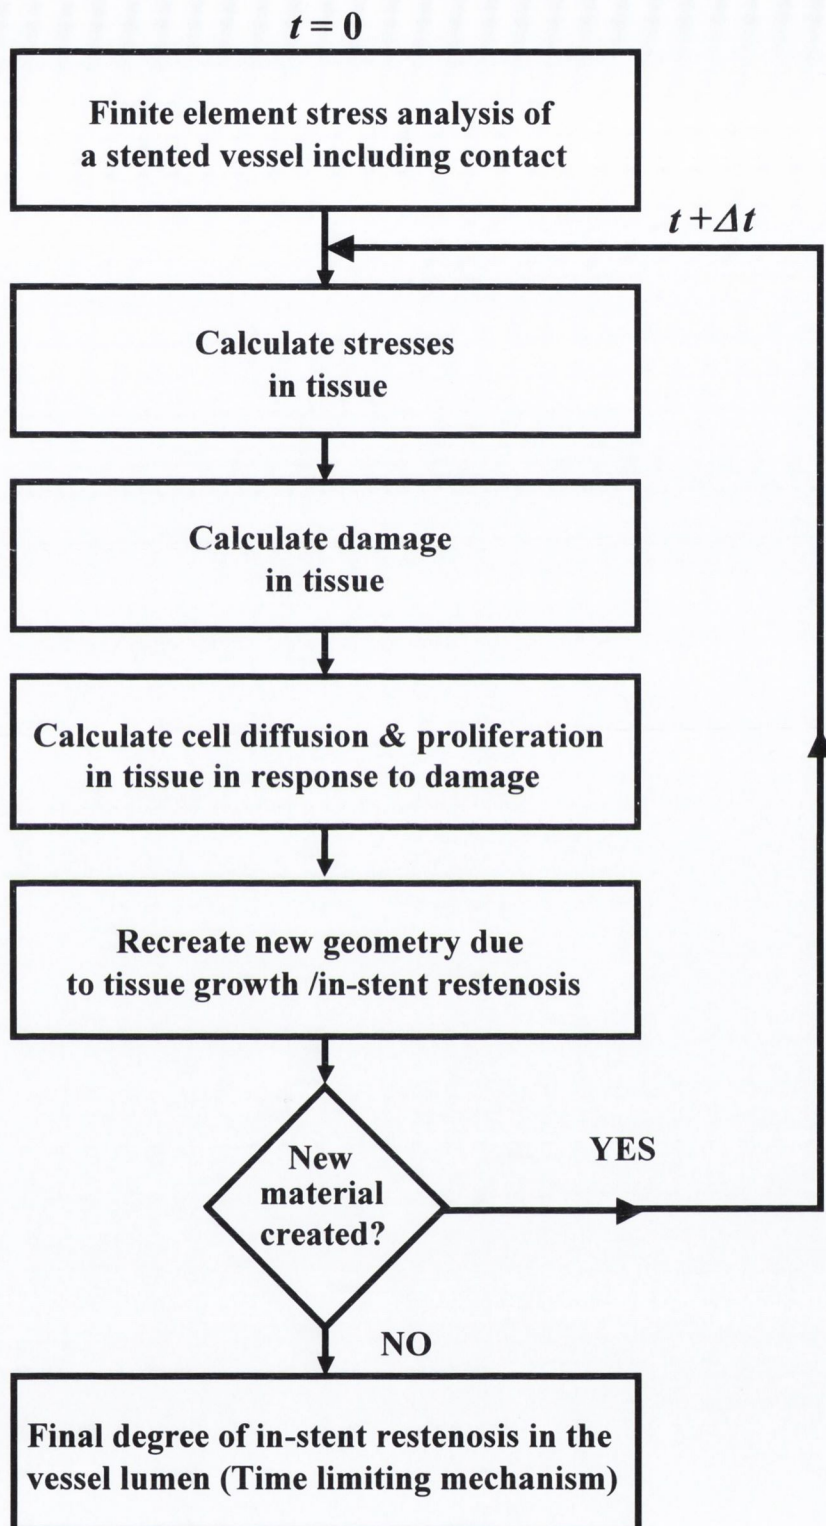 t = 0
Finite element stress analysis of
a stented vessel including contact
t +Δt
Calculate stresses
in tissue
Calculate damage
in tissue
Calculate cell diffusion & proliferation
in tissue in response to damage
Recreate new geometry due
to tissue growth /in-stent restenosis
New
material
created?
YES
NO
Final degree of in-stent restenosis in the
vessel lumen (Time limiting mechanism)